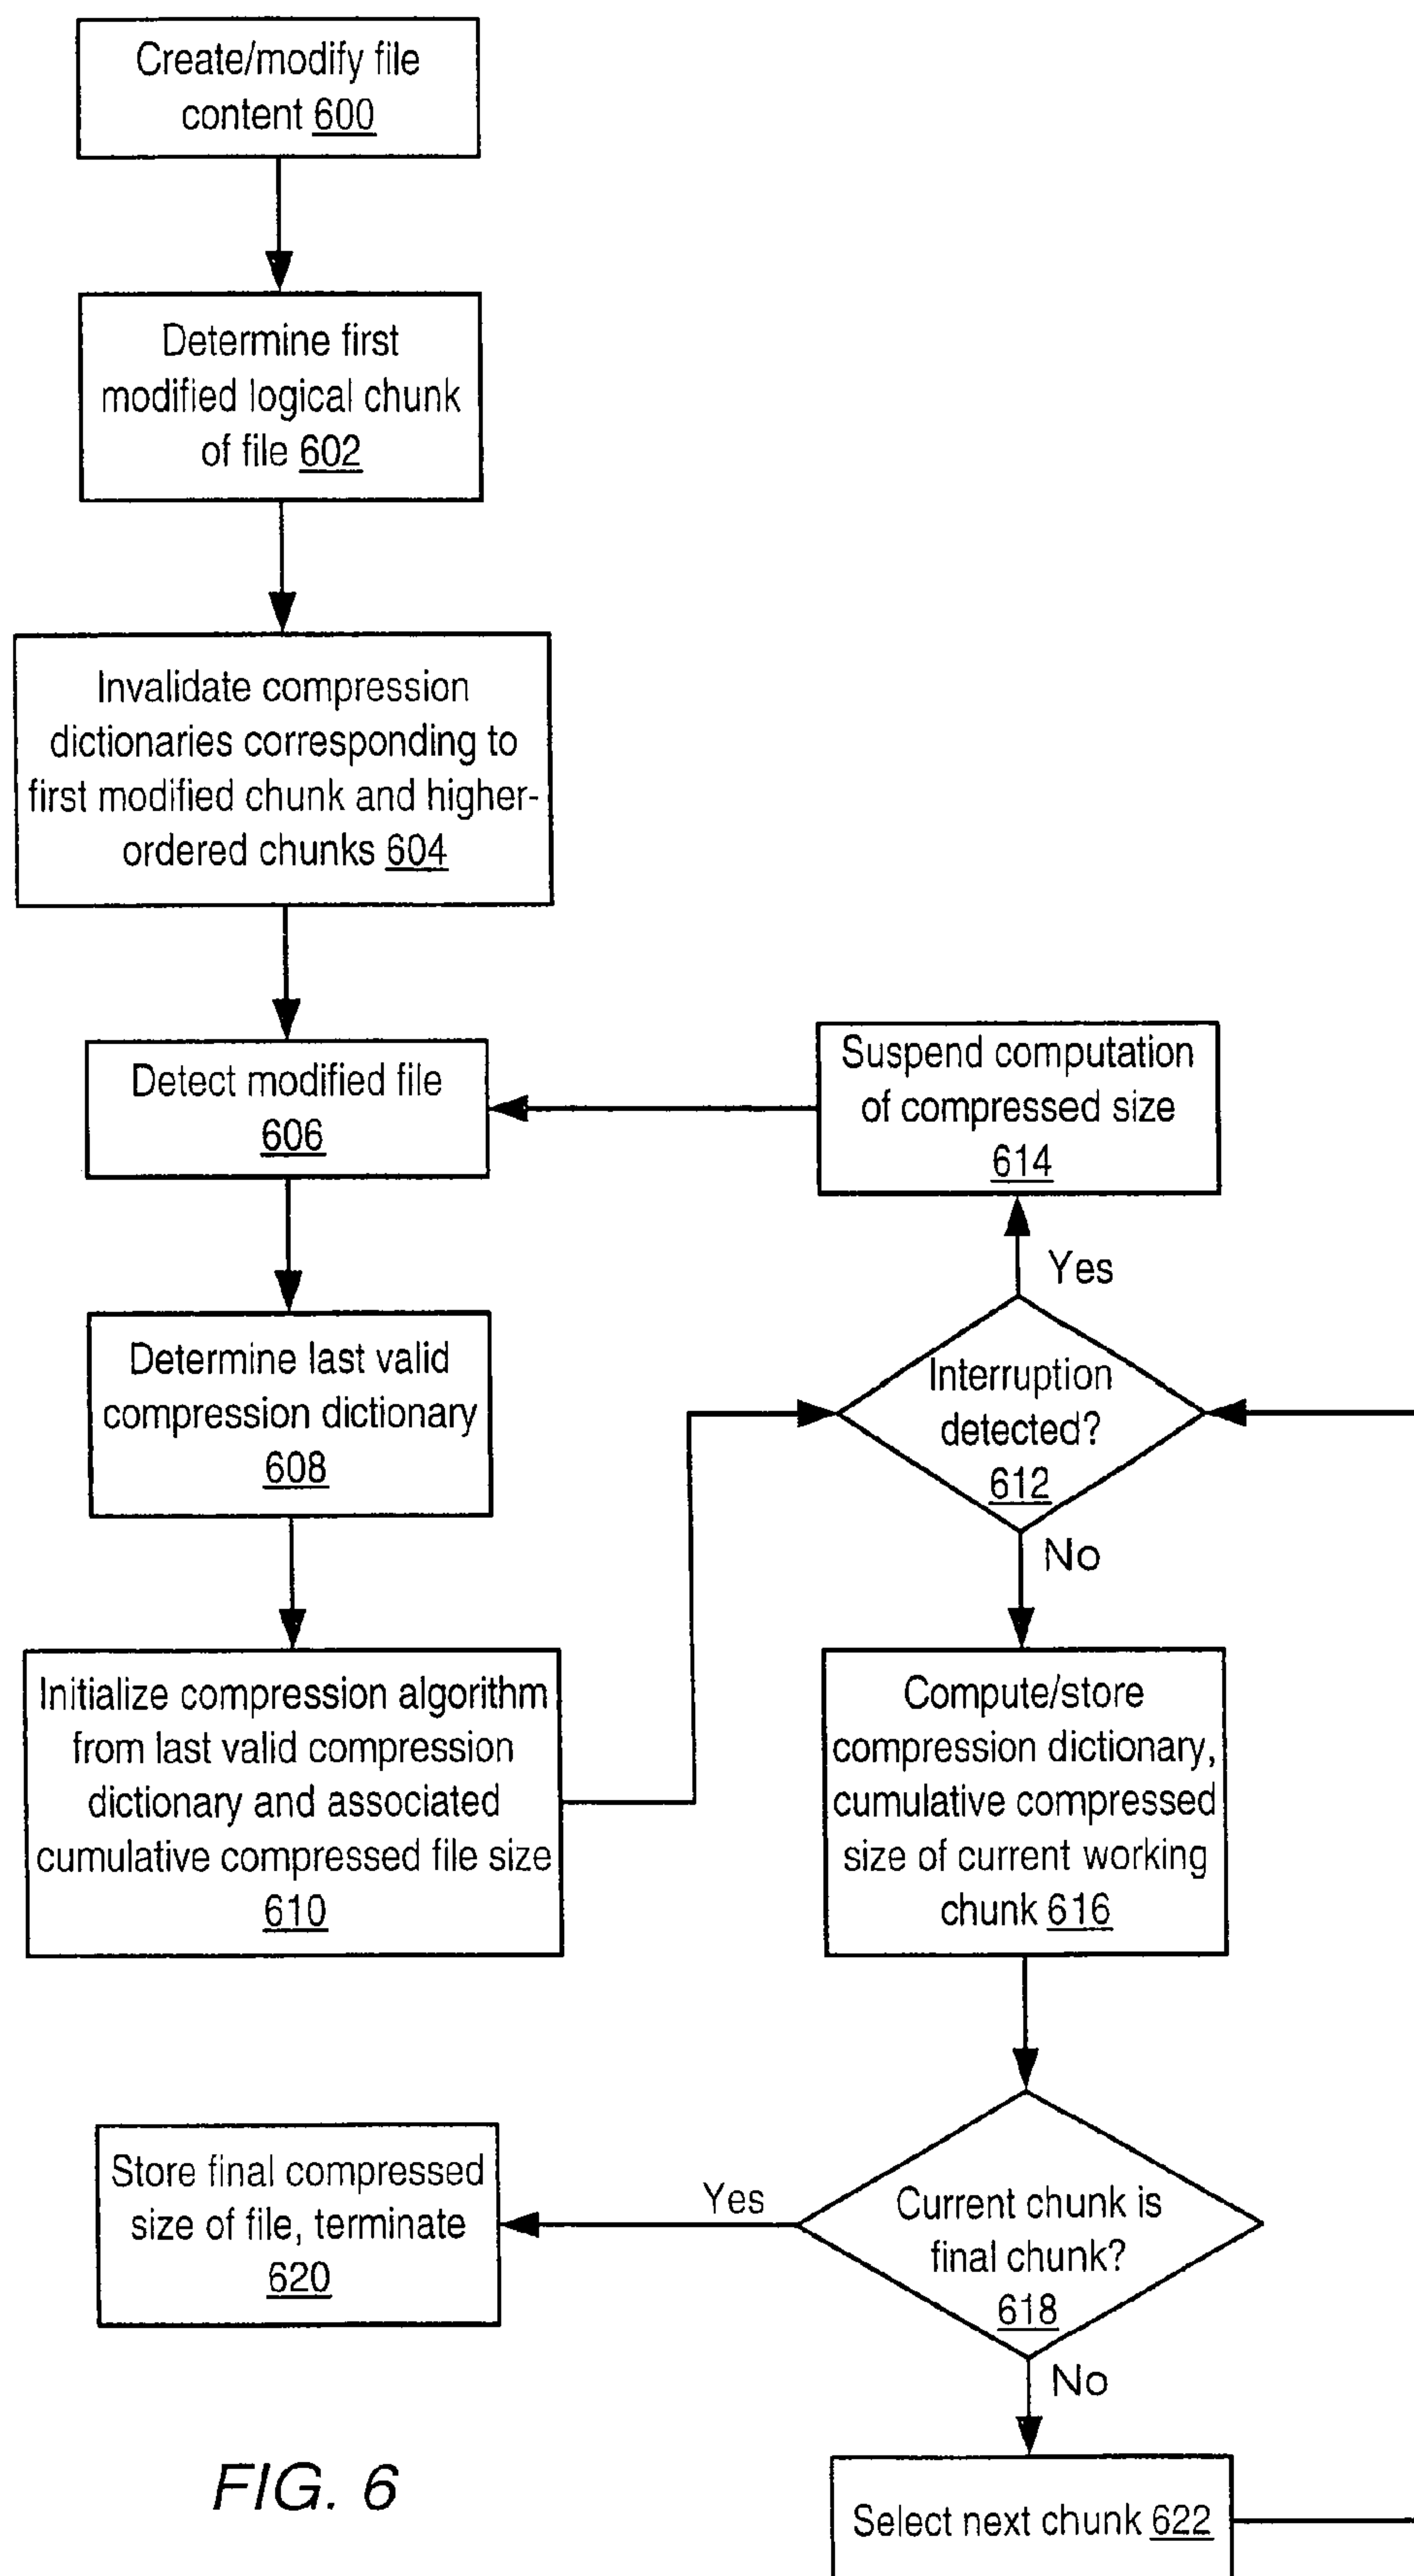 Create/modify file
content 600
Determine first
modified logical chunk
of file 602
Invalidate compression
dictionaries corresponding to
first modified chunk and higher-
ordered chunks 604
Detect modified file
606
Determine last valid
compression dictionary
608
Initialize compression algorithm
from last valid compression
dictionary and associated
cumulative compressed file size
610
Suspend computation
of compressed size
614
Yes
Interruption
detected?
612
No
Compute/store
compression dictionary,
cumulative compressed
size of current working
chunk 616
Current chunk is
final chunk?
618
Yes
Store final compressed
size of file, terminate
620
No
Select next chunk 622
FIG. 6